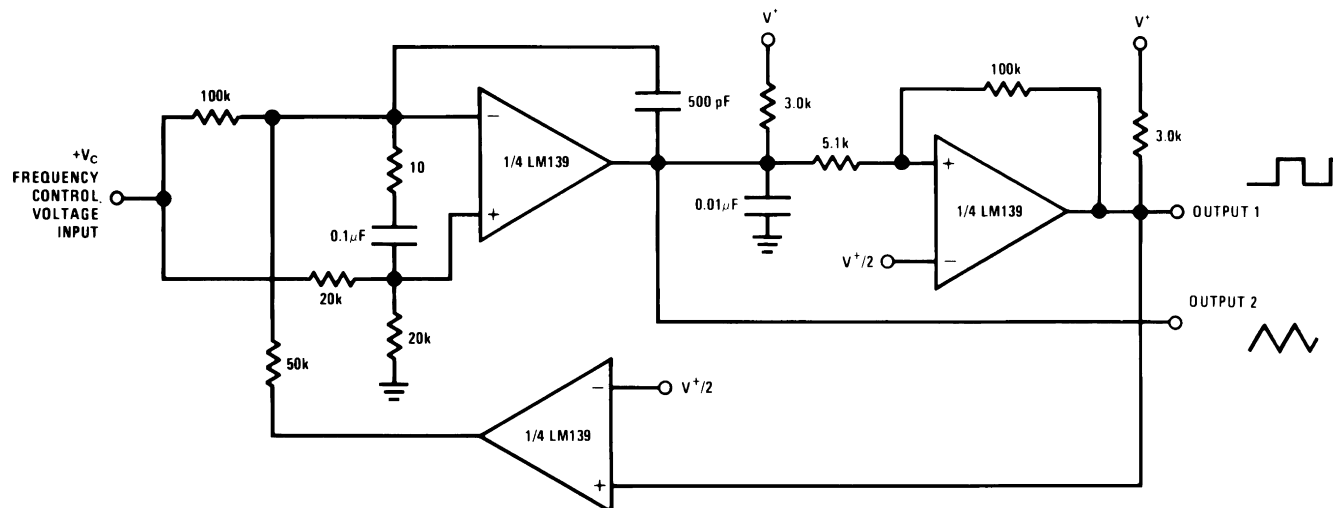 V+
V+
100k
500 pF
3.0k
100k
3.0k
5.1k
10
1/4 LM139
+VC
FREQUENCY
CONTROL
VOLTAGE
INPUT
−
+
0.1µF
0.01µF
+
1/4 LM139
−
V+/2
OUTPUT 1
20k
20k
OUTPUT 2
50k
−
V+/2
1/4 LM139
+